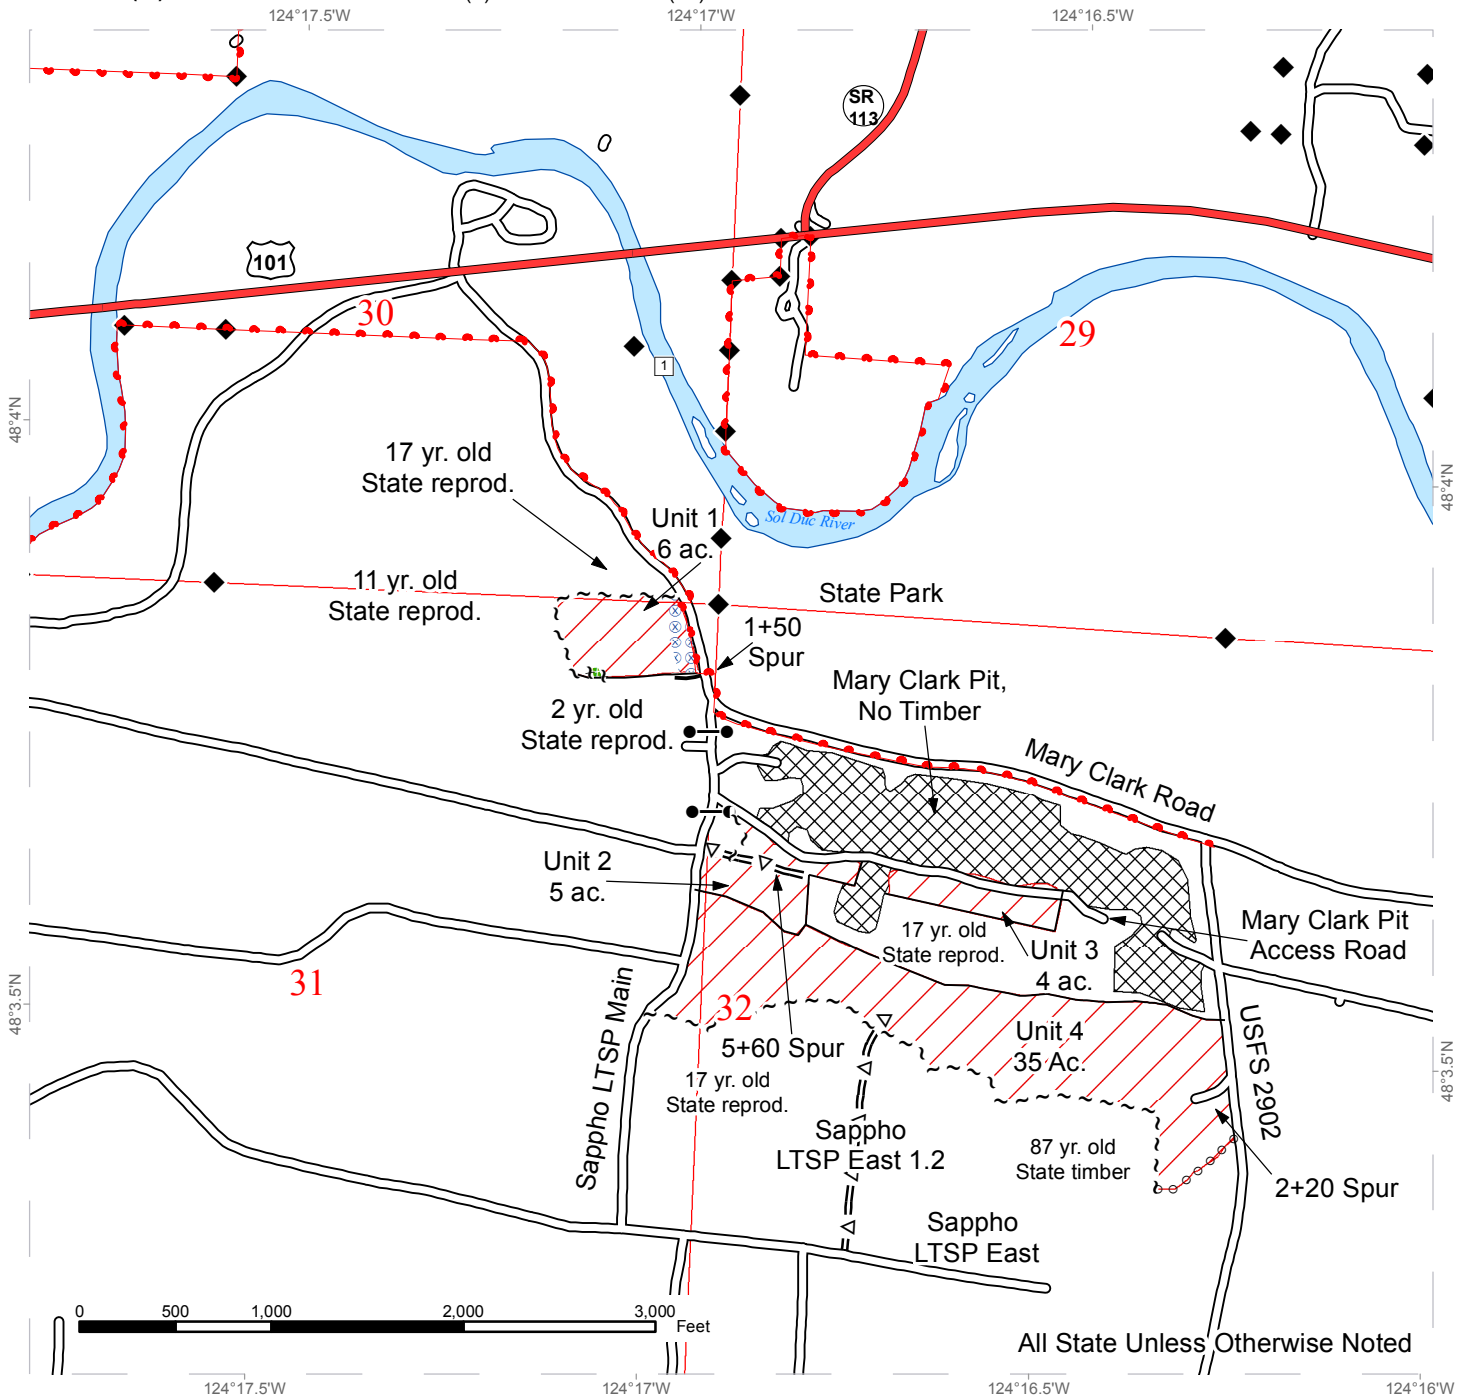 124°17.5'W
124°17'W
124°16.5'W
SR
113
101
30
29
1
48°4'N
48°4'N
17 yr. old
State reprod.
Unit 1
6 ac.
Sol Duc River
11 yr. old
State reprod.
State Park
1+50
Spur
Mary Clark Pit,
No Timber
2 yr. old
State reprod.
Mary Clark Road
Unit 2
5 ac.
17 yr. old
State reprod.
Unit 3
4 ac.
Mary Clark Pit
Access Road
31
32
48°3.5'N
48°3.5'N
Sappho LTSP Main
5+60 Spur
Unit 4
35 Ac.
USFS 2902
17 yr. old
State reprod.
Sappho
LTSP East 1.2
87 yr. old
State timber
2+20 Spur
Sappho
LTSP East
0
500
1,000
2,000
3,000
Feet
All State Unless Otherwise Noted
124°17.5'W
124°17'W
124°16.5'W
124°16'W